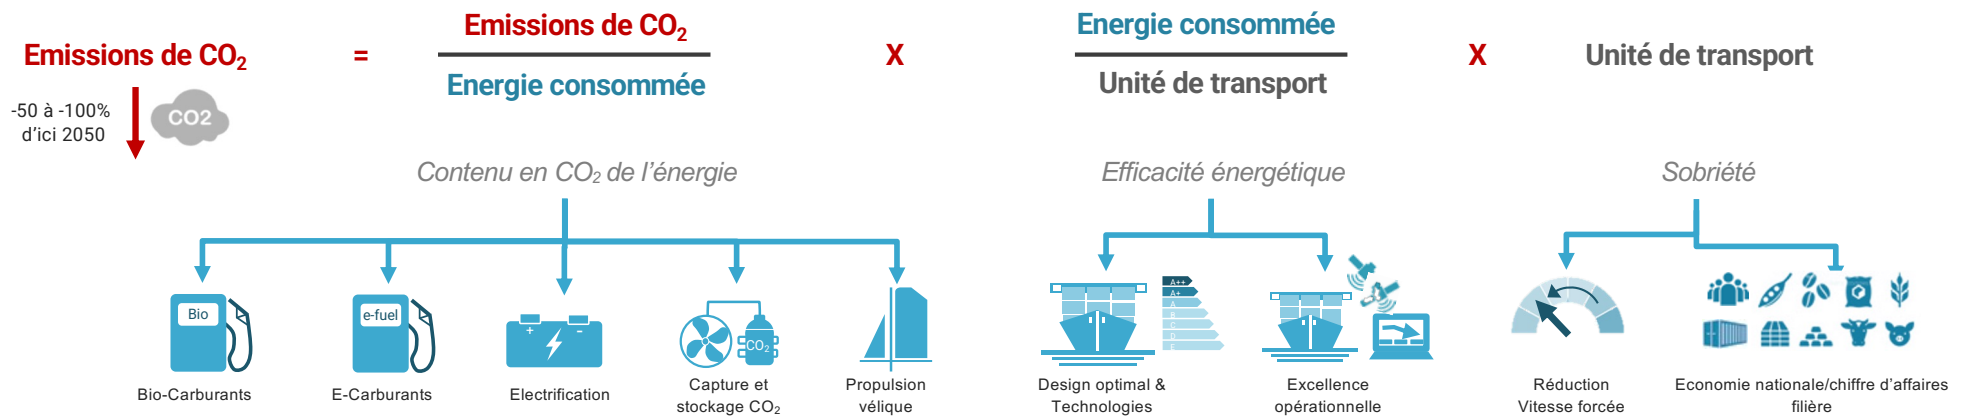 Emissions de CO2
=
Emissions de CO2
Energie consommée
X
Energie consommée
Unité de transport
X
Unité de transport
-50 à -100%
d'ici 2050
CO2
Contenu en CO2 de l'énergie
Efficacité énergétique
Sobriété
Bio
e-fuel
+ -
CO2
A++
A+
A
B
C
D
E
Bio-Carburants
E-Carburants
Electrification
Capture et
stockage CO2
Propulsion
vélique
Design optimal &
Technologies
Excellence
opérationnelle
Réduction
Vitesse forcée
Economie nationale/chiffre d'affaires
filière